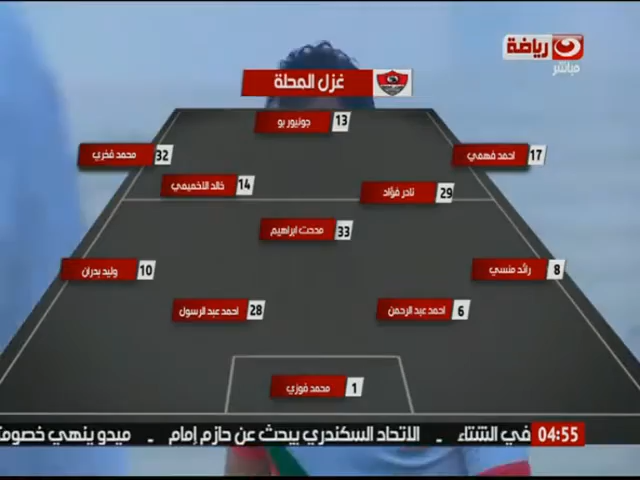 رياضة
مباشر
غزل المحلة
جونيور بو 13
احمد فهمي 17
محمد فخري 32
خالد الاخميمي 14
نادر فؤاد 29
مدحت ابراهيم 33
وليد بدران 10
رائد منسي 8
احمد عبد الرسول 28
احمد عبد الرحمن 6
محمد فوزي 1
04:55 في الشتاء - الاتحاد السكندري يبحث عن حازم إمام - ميدو ينهي خصومت